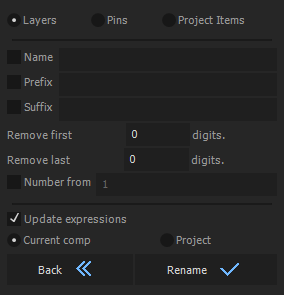 Layers Pins Project Items
Name
Prefix
Suffix
Remove first 0 digits.
Remove last 0 digits.
Number from 1
Update expressions
Current comp Project
Back Rename